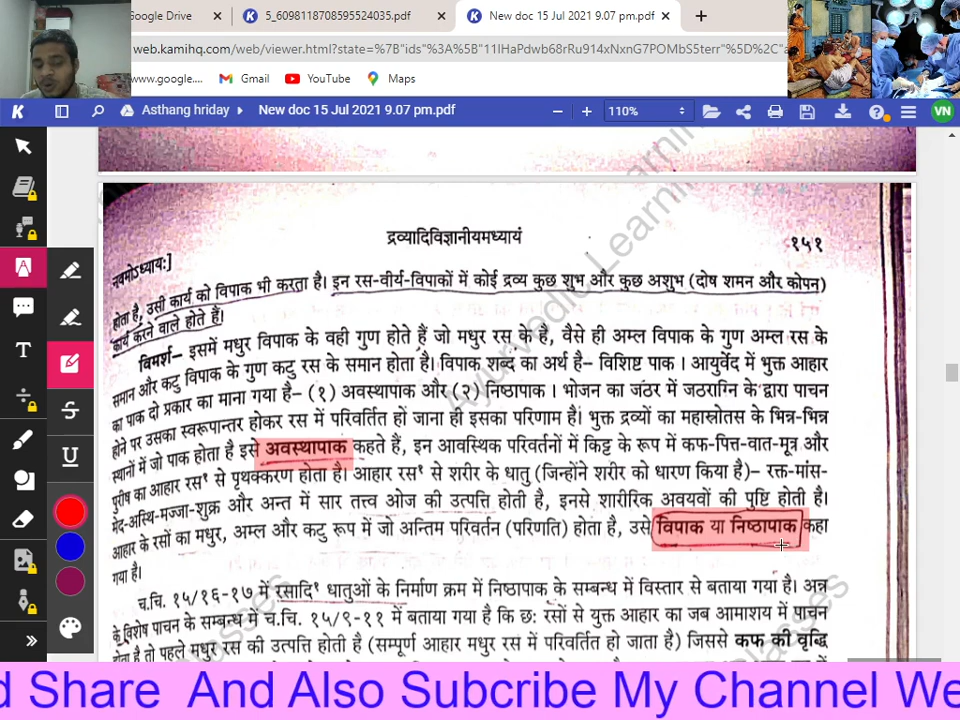 Google Drive
5_6098118708595524035.pdf
New doc 15 Jul 2021 9.07 pm.pdf
web.kamihq.com/web/viewer.html?state=%7B"ids"%3A%5B"11lHaPdwb68rRu914xNxnG7POMbS5terr"%5D%2C"a
www.google....
Gmail
YouTube
Maps
K
Asthang hriday
New doc 15 Jul 2021 9.07 pm.pdf
110%
VN
द्रव्यादिविज्ञानीयमध्यायं
१५१
नवमोऽध्यायः]
होता है, उसी कार्य को विपाक भी करता है। इन रस-वीर्य-विपाकों में कोई द्रव्य कुछ शुभ और कुछ अशुभ (दोष शमन और कोपन)
कार्य करने वाले होते हैं।
विमर्श– इसमें मधुर विपाक के वही गुण होते हैं जो मधुर रस के है, वैसे ही अम्ल विपाक के गुण अम्ल रस के
समान और कटु विपाक के गुण कटु रस के समान होता है। विपाक शब्द का अर्थ है– विशिष्ट पाक । आयुर्वेद में भुक्त आहार
का पाक दो प्रकार का माना गया है– (१) अवस्थापाक और (२) निष्ठापाक । भोजन का जठर में जठराग्नि के द्वारा पाचन
होने पर उसका स्वरूपान्तर होकर रस में परिवर्तित हो जाना ही इसका परिणाम है। भुक्त द्रव्यों का महास्रोतस के भिन्न-भिन्न
स्थानों में जो पाक होता है इसे अवस्थापाक कहते हैं, इन आवस्थिक परिवर्तनों में किट्ट के रूप में कफ-पित्त-वात-मूत्र और
पुरीष का आहार रस१ से पृथक्करण होता है। आहार रस१ से शरीर के धातु (जिन्होंने शरीर को धारण किया है)– रक्त-मांस-
मेद-अस्थि-मज्जा-शुक्र और अन्त में सार तत्त्व ओज की उत्पत्ति होती है, इनसे शारीरिक अवयवों की पुष्टि होती है।
आहार के रसों का मधुर, अम्ल और कटु रूप में जो अन्तिम परिवर्तन (परिणति) होता है, उसे विपाक या निष्ठापाक कहा
गया है।
च.चि. १५/१६-१७ में रसादि१ धातुओं के निर्माण क्रम में निष्ठापाक के सम्बन्ध में विस्तार से बताया गया है। अन्न
के विशेष पाचन के सम्बन्ध में च.चि. १५/९-११ में बताया गया है कि छः रसों से युक्त आहार का जब आमाशय में पाचन
होता है तो पहले मधुर रस की उत्पत्ति होती है (सम्पूर्ण आहार मधुर रस में परिवर्तित हो जाता है) जिससे कफ की वृद्धि
d Share And Also Subcribe My Channel We